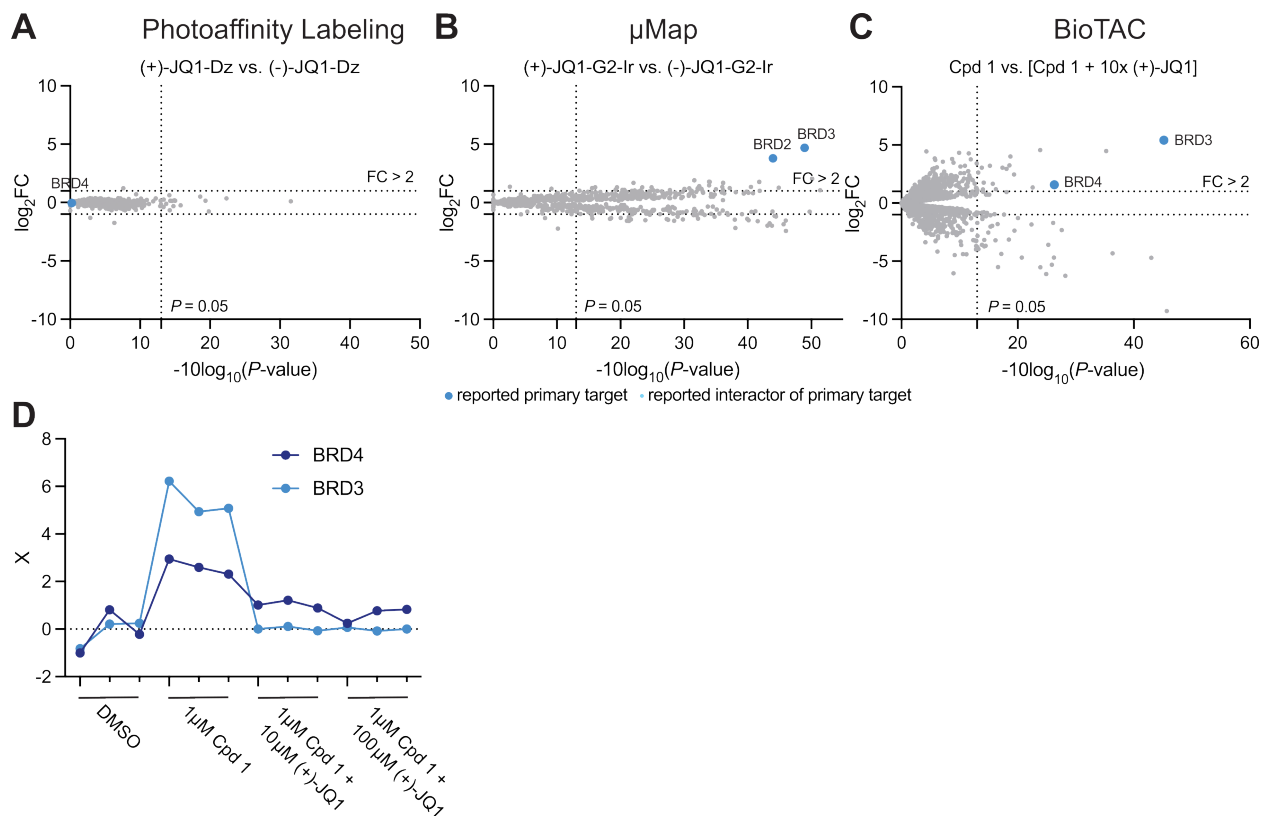 A Photoaffinity Labeling
(+)-JQ1-Dz vs. (-)-JQ1-Dz
10
5
0
-5
-10
log2FC
BRD4
FC > 2
P = 0.05
0 10 20 30 40 50
-10log10(P-value)
B µMap
(+)-JQ1-G2-Ir vs. (-)-JQ1-G2-Ir
10
5
0
-5
-10
log2FC
BRD2
BRD3
FC > 2
P = 0.05
0 10 20 30 40 50
-10log10(P-value)
C BioTAC
Cpd 1 vs. [Cpd 1 + 10x (+)-JQ1]
10
5
0
-5
-10
log2FC
BRD3
BRD4
FC > 2
P = 0.05
0 20 40 60
-10log10(P-value)
reported primary target reported interactor of primary target
D
8
6
4
2
0
-2
X
BRD4
BRD3
DMSO
1µM Cpd 1
1µM Cpd 1 +
10µM (+)-JQ1
1µM Cpd 1 +
100µM (+)-JQ1